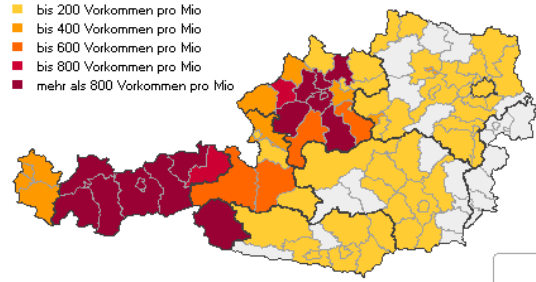 bis 200 Vorkommen pro Mio
bis 400 Vorkommen pro Mio
bis 600 Vorkommen pro Mio
bis 800 Vorkommen pro Mio
mehr als 800 Vorkommen pro Mio